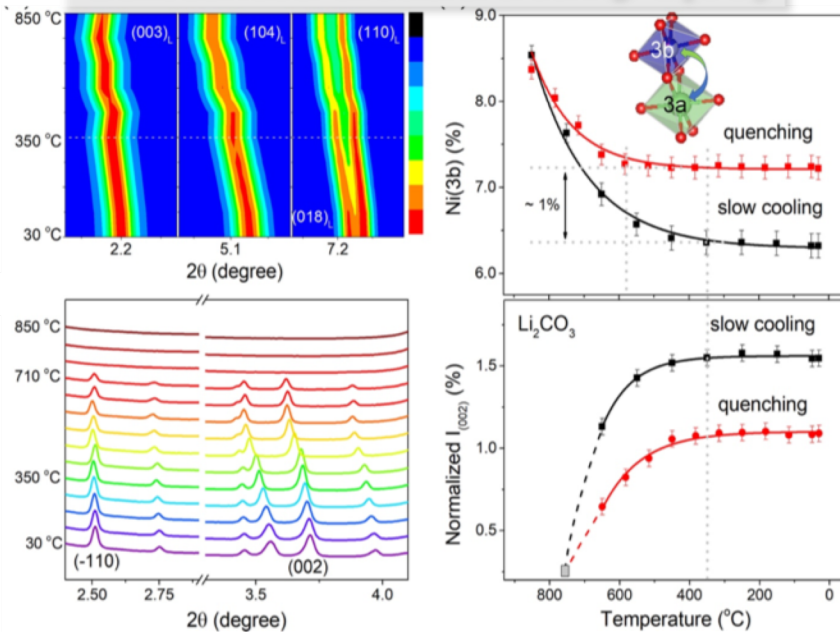 850 °C
350 °C
30 °C
(003)L
(104)L
(110)L
(018)L
2.2
5.1
7.2
2θ (degree)
9.0
8.0
7.0
6.0
Ni(3b) (%)
3b
3a
quenching
slow cooling
~ 1%
850 °C
710 °C
350 °C
30 °C
(-110)
(002)
2.50
2.75
3.5
4.0
2θ (degree)
Li₂CO₃
slow cooling
quenching
1.5
1.0
0.5
Normalized I(002) (%)
800
600
400
200
0
Temperature (°C)